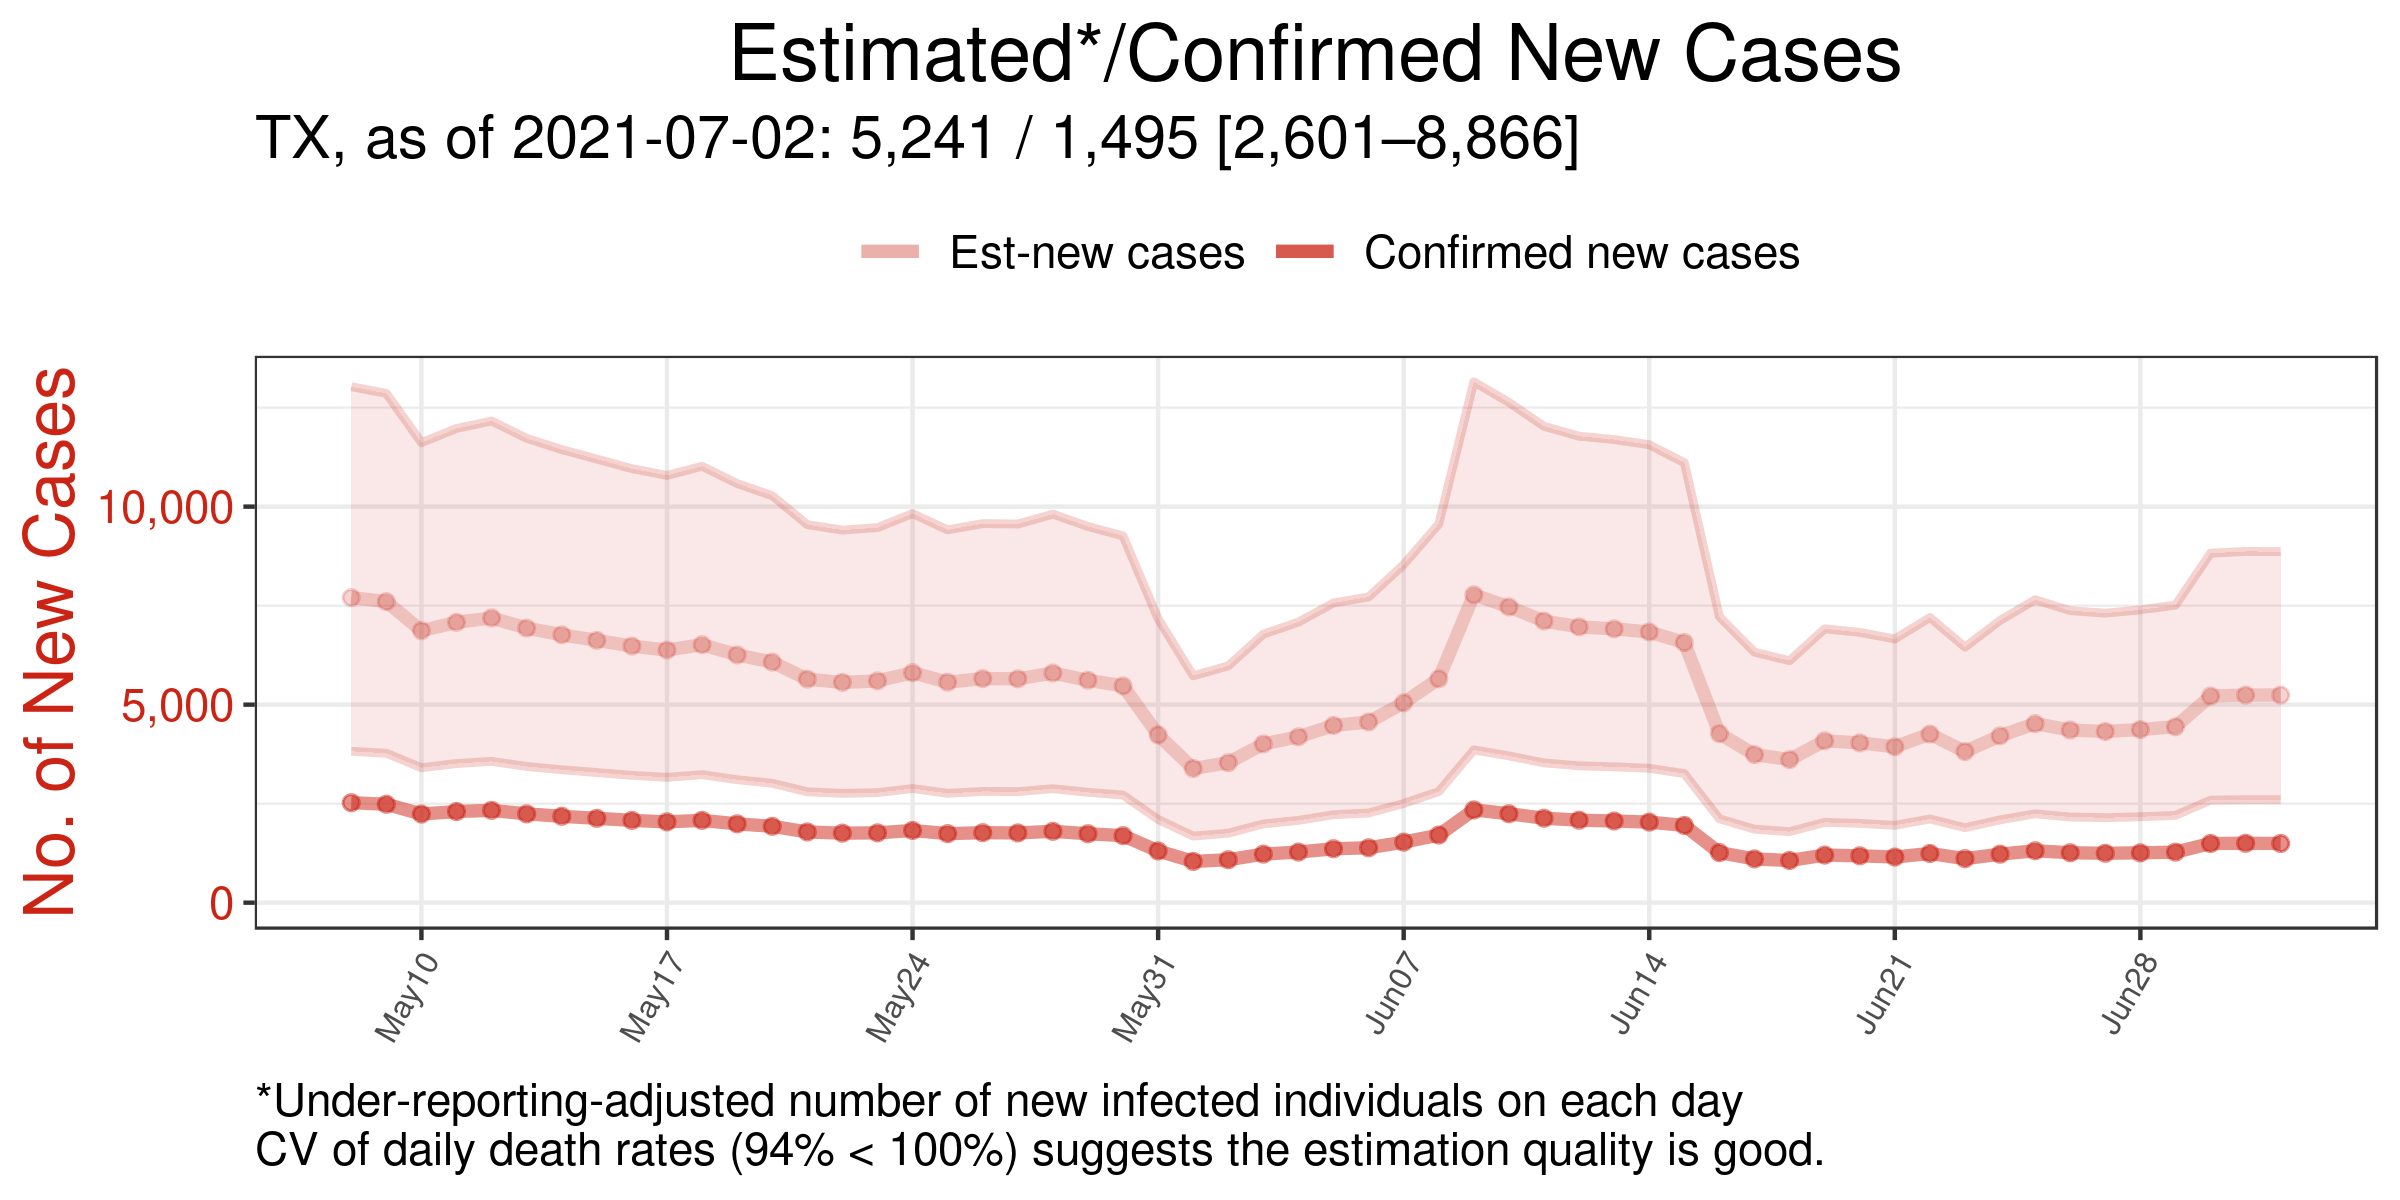 Estimated*/Confirmed New Cases
TX, as of 2021-07-02: 5,241 / 1,495 [2,601–8,866]
Est-new cases
Confirmed new cases
No. of New Cases
10,000
5,000
0
May10
May17
May24
May31
Jun07
Jun14
Jun21
Jun28
*Under-reporting-adjusted number of new infected individuals on each day
CV of daily death rates (94% < 100%) suggests the estimation quality is good.